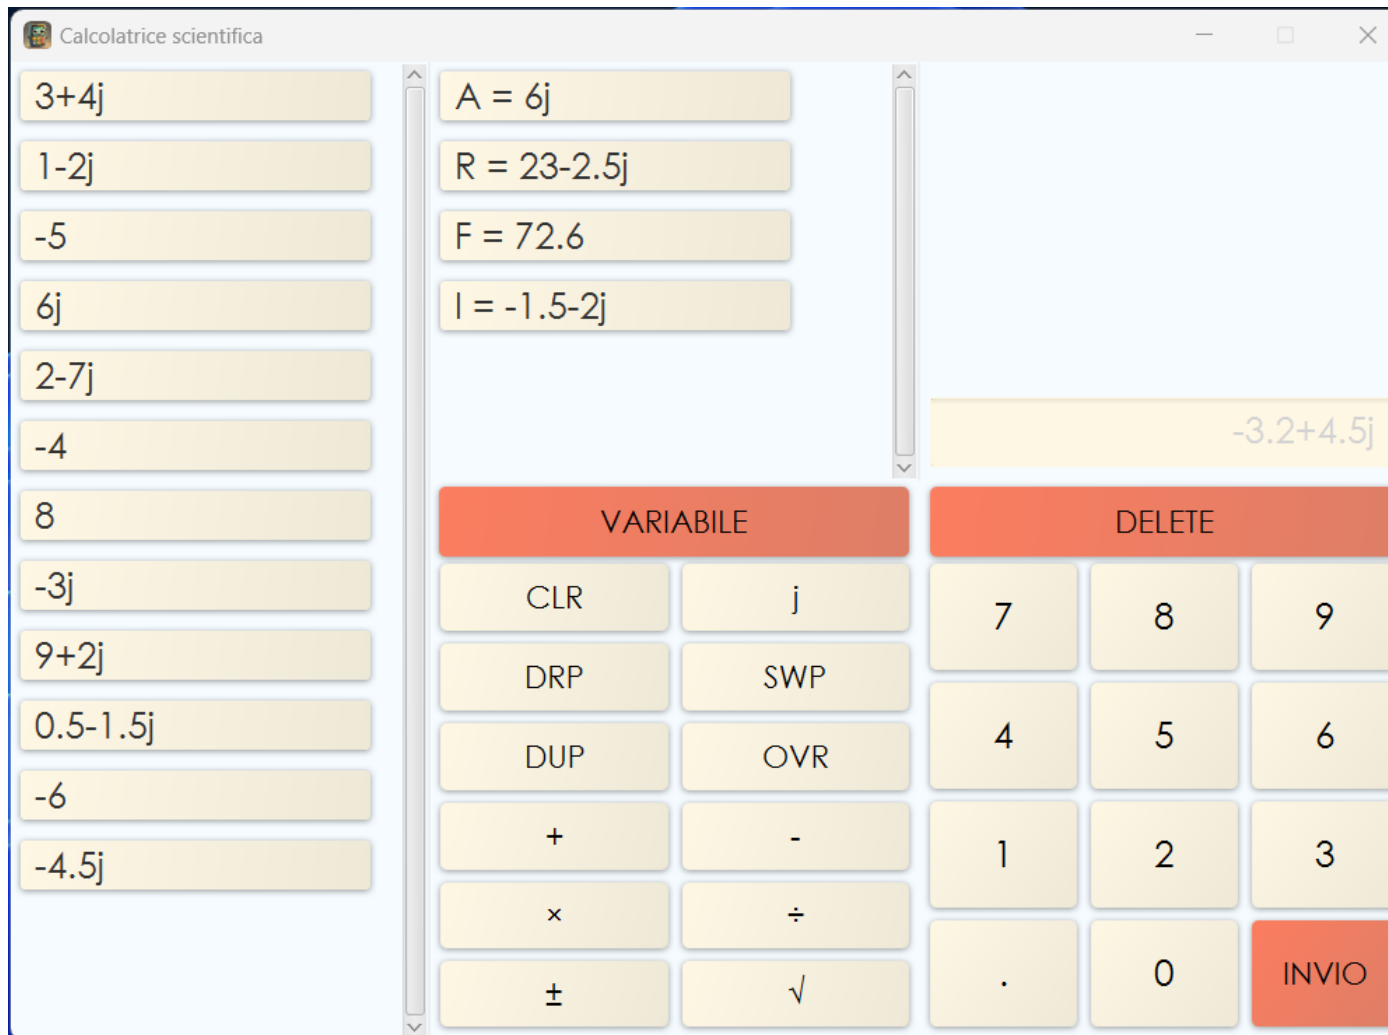 Calcolatrice scientifica
3+4j
1-2j
-5
6j
2-7j
-4
8
-3j
9+2j
0.5-1.5j
-6
-4.5j
A = 6j
R = 23-2.5j
F = 72.6
I = -1.5-2j
-3.2+4.5j
VARIABILE
DELETE
CLR
j
DRP
SWP
DUP
OVR
+
-
×
÷
±
√
7 8 9
4 5 6
1 2 3
. 0 INVIO